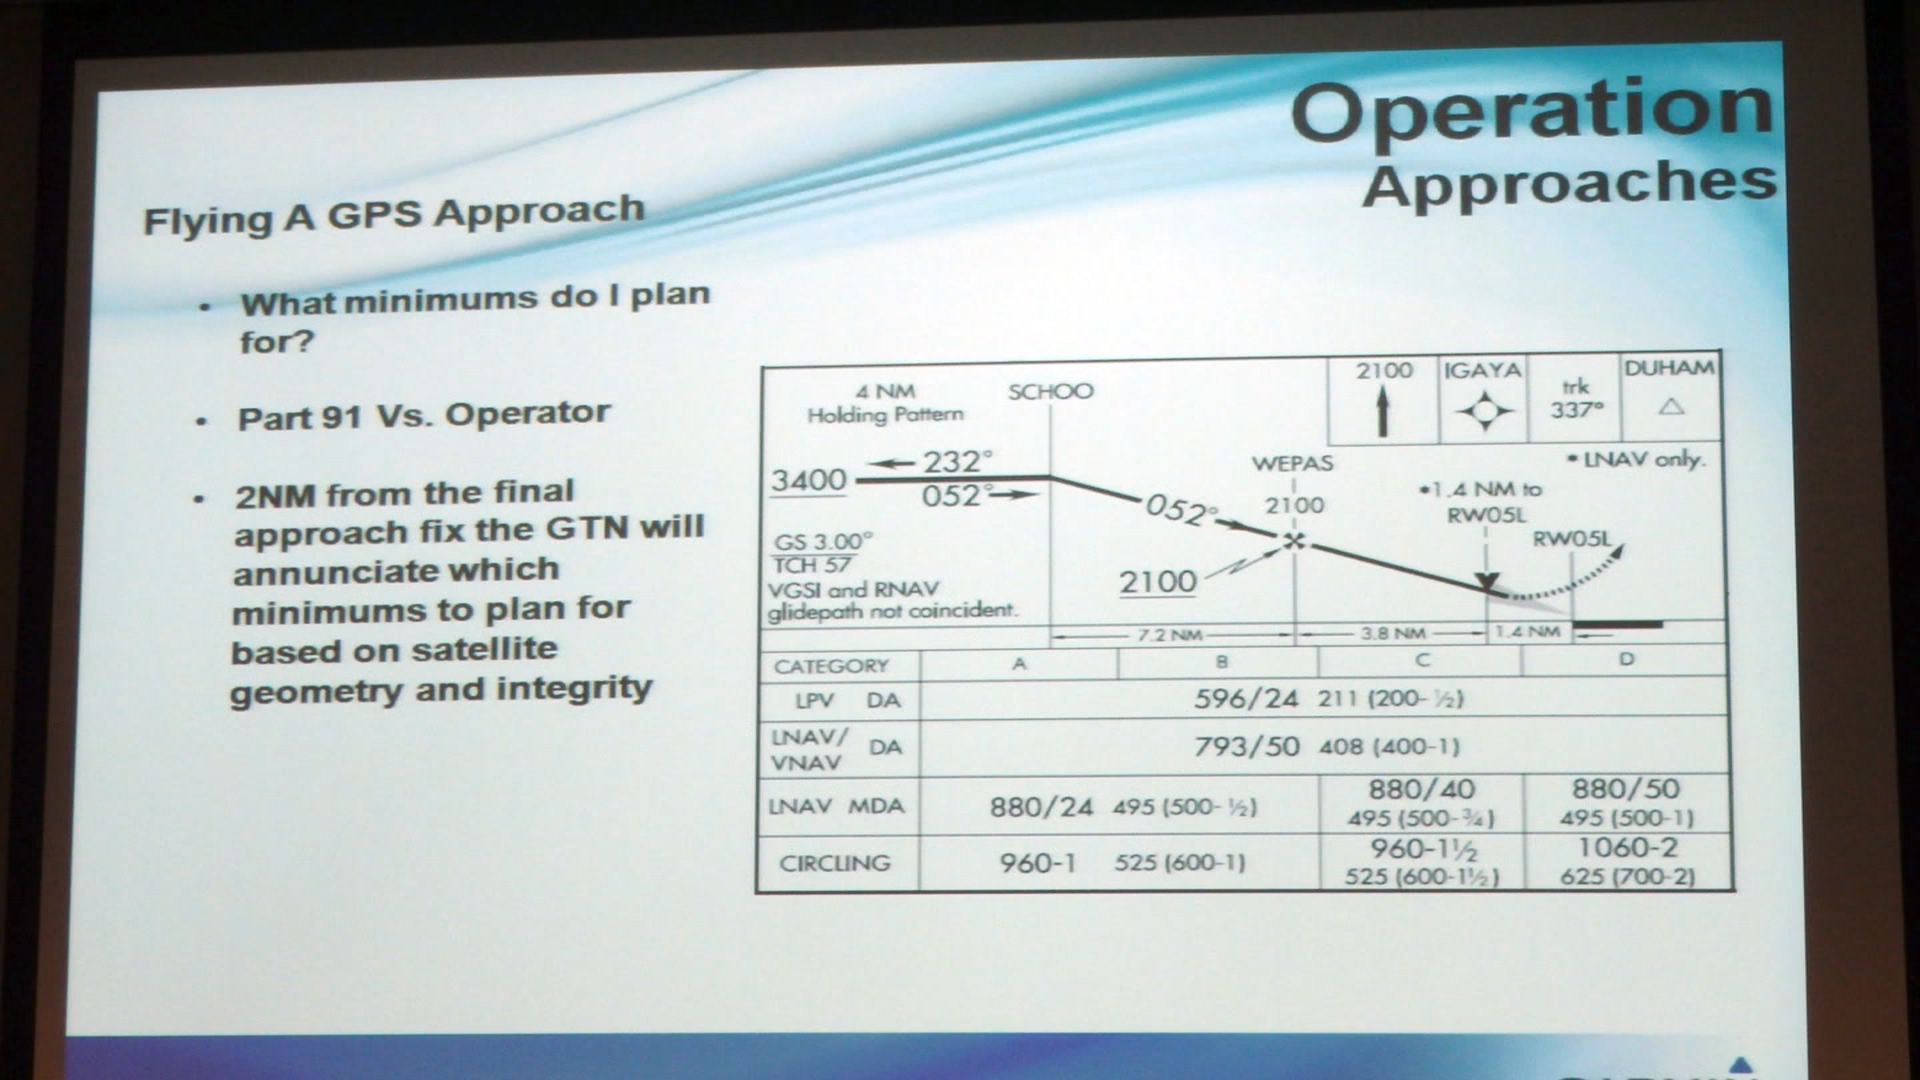 Operation
Approaches
Flying A GPS Approach
• What minimums do I plan
for?
• Part 91 Vs. Operator
• 2NM from the final
approach fix the GTN will
annunciate which
minimums to plan for
based on satellite
geometry and integrity
4 NM
Holding Pattern
SCHOO
2100
IGAYA
trk
337°
DUHAM
3400
232°
052°
052°
WEPAS
2100
2100
* LNAV only.
*1.4 NM to
RW05L
RW05L
GS 3.00°
TCH 57
VGSI and RNAV
glidepath not coincident.
7.2 NM
3.8 NM
1.4 NM
CATEGORY A B C D
LPV DA 596/24 211 (200-½)
LNAV/
VNAV DA 793/50 408 (400-1)
LNAV MDA 880/24 495 (500-½)
880/40
495 (500-¾)
880/50
495 (500-1)
CIRCLING 960-1 525 (600-1)
960-1½
525 (600-1½)
1060-2
625 (700-2)